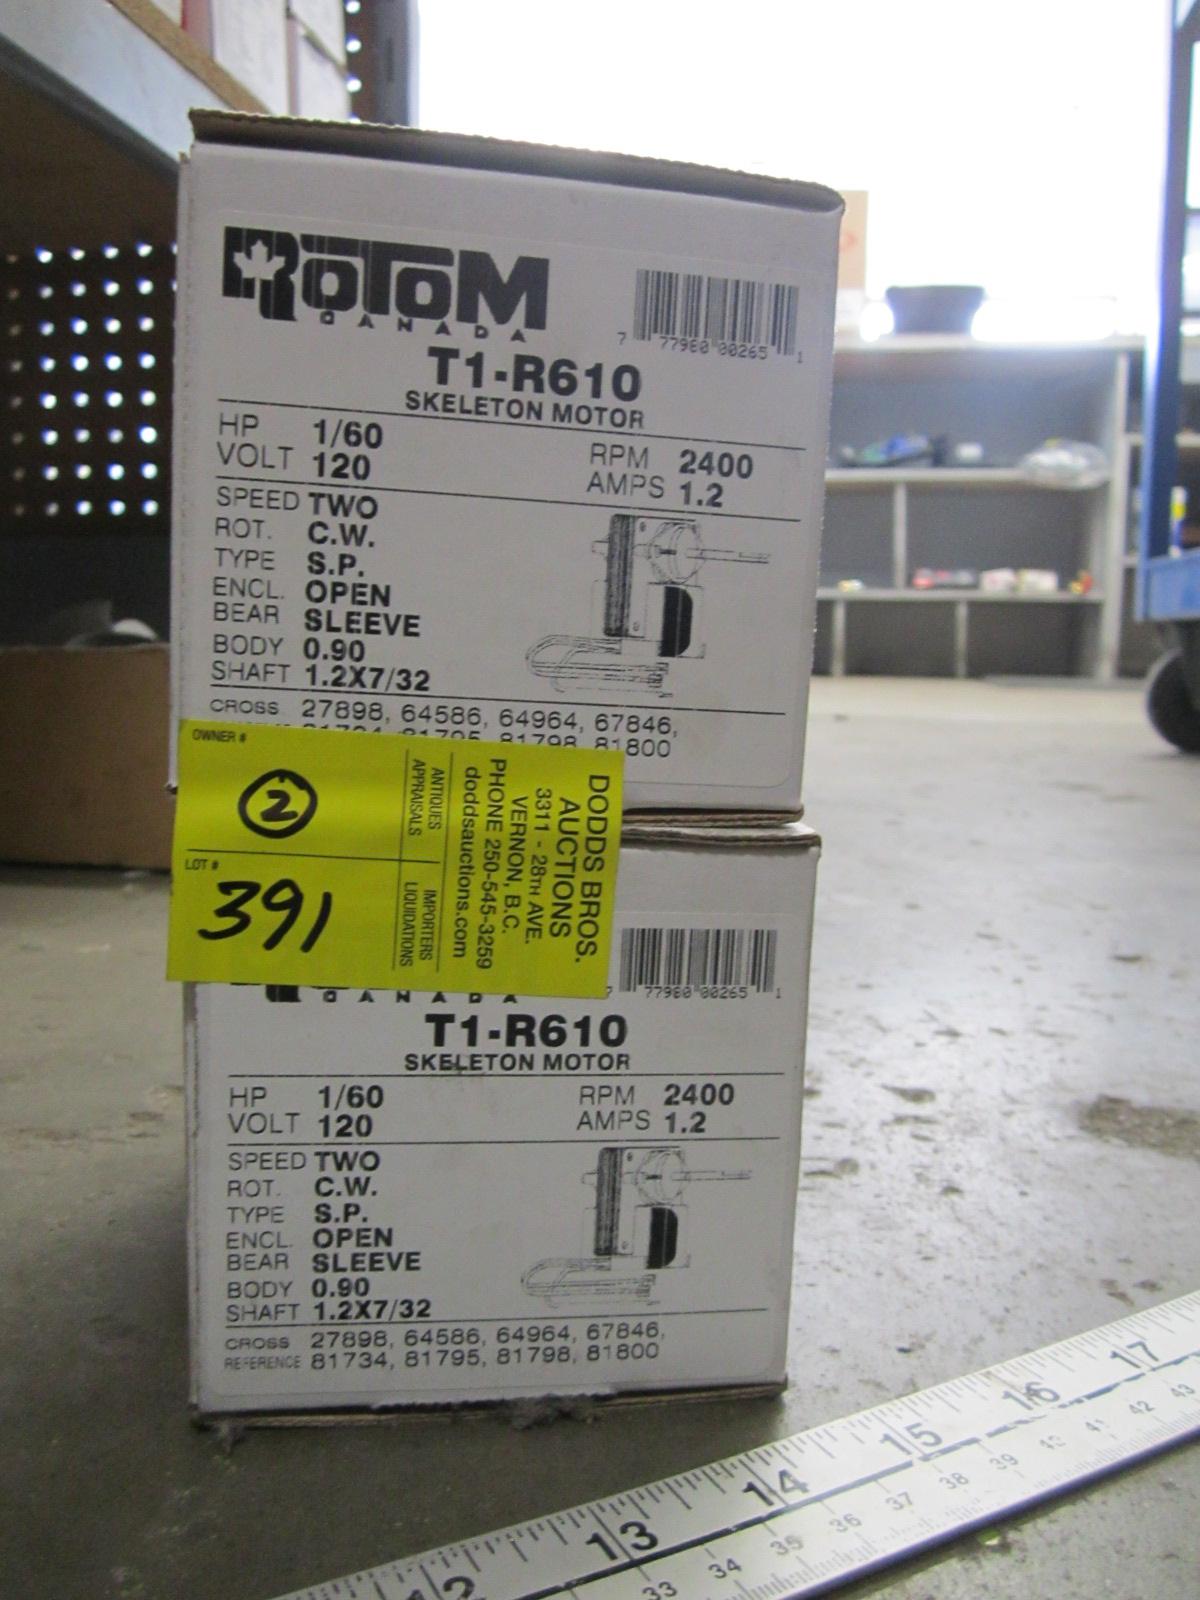 ROTOM
CANADA
7 77980 00265 1
T1-R610
SKELETON MOTOR
HP 1/60 RPM 2400
VOLT 120 AMPS 1.2
SPEED TWO
ROT. C.W.
TYPE S.P.
ENCL. OPEN
BEAR SLEEVE
BODY 0.90
SHAFT 1.2X7/32
CROSS 27898, 64586, 64964, 67846,
81734, 81795, 81798, 81800
OWNER #
2
LOT #
391
ANTIQUES
APPRAISALS
IMPORTERS
LIQUIDATIONS
DODDS BROS.
AUCTIONS
3311 - 28TH AVE.
VERNON, B.C.
PHONE 250-545-3259
doddsauctions.com
CANADA
7 77980 00265 1
T1-R610
SKELETON MOTOR
HP 1/60 RPM 2400
VOLT 120 AMPS 1.2
SPEED TWO
ROT. C.W.
TYPE S.P.
ENCL. OPEN
BEAR SLEEVE
BODY 0.90
SHAFT 1.2X7/32
CROSS 27898, 64586, 64964, 67846,
REFERENCE 81734, 81795, 81798, 81800
12 13 14 15 16 17
33 34 35 36 37 38 39 41 42 43